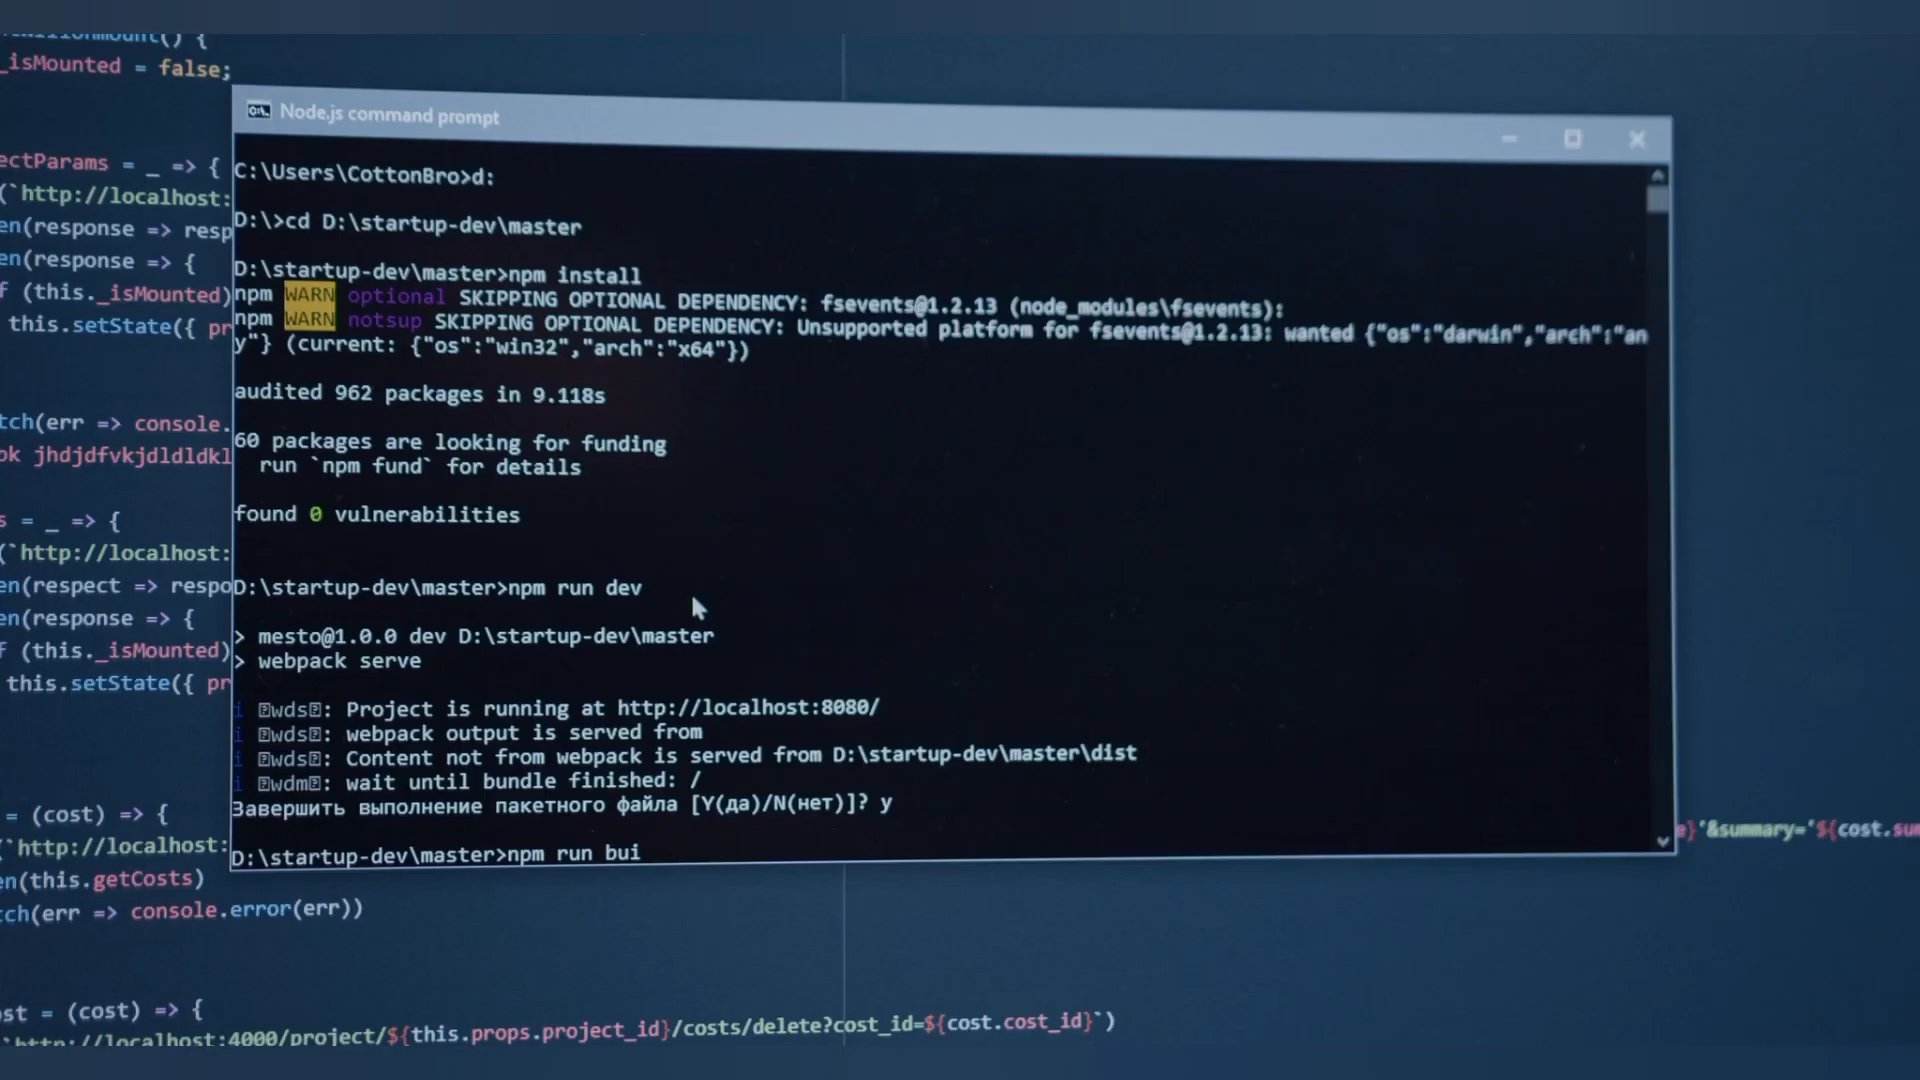 () {
_isMounted = false;
ectParams = _ => {
(`http://localhost:
en(response => resp
en(response => {
f (this._isMounted)
this.setState({ pr
tch(err => console.
ok jhdjdfvkjdldldkl
s = _ => {
(`http://localhost:
en(respect => respo
en(response => {
f (this._isMounted)
this.setState({ pr
= (cost) => {
(`http://localhost:
en(this.getCosts)
tch(err => console.error(err))
ost = (cost) => {
`http://localhost:4000/project/${this.props.project_id}/costs/delete?cost_id=${cost.cost_id}`)
Node.js command prompt
C:\Users\CottonBro>d:
D:\>cd D:\startup-dev\master
D:\startup-dev\master>npm install
npm WARN optional SKIPPING OPTIONAL DEPENDENCY: fsevents@1.2.13 (node_modules\fsevents):
npm WARN notsup SKIPPING OPTIONAL DEPENDENCY: Unsupported platform for fsevents@1.2.13: wanted {"os":"darwin","arch":"an
y"} (current: {"os":"win32","arch":"x64"})
audited 962 packages in 9.118s
60 packages are looking for funding
run `npm fund` for details
found 0 vulnerabilities
D:\startup-dev\master>npm run dev
> mesto@1.0.0 dev D:\startup-dev\master
> webpack serve
i ⍰wds⍰: Project is running at http://localhost:8080/
i ⍰wds⍰: webpack output is served from
i ⍰wds⍰: Content not from webpack is served from D:\startup-dev\master\dist
i ⍰wdm⍰: wait until bundle finished: /
Завершить выполнение пакетного файла [Y(да)/N(нет)]? y
D:\startup-dev\master>npm run bui
e}'&summary='${cost.sum